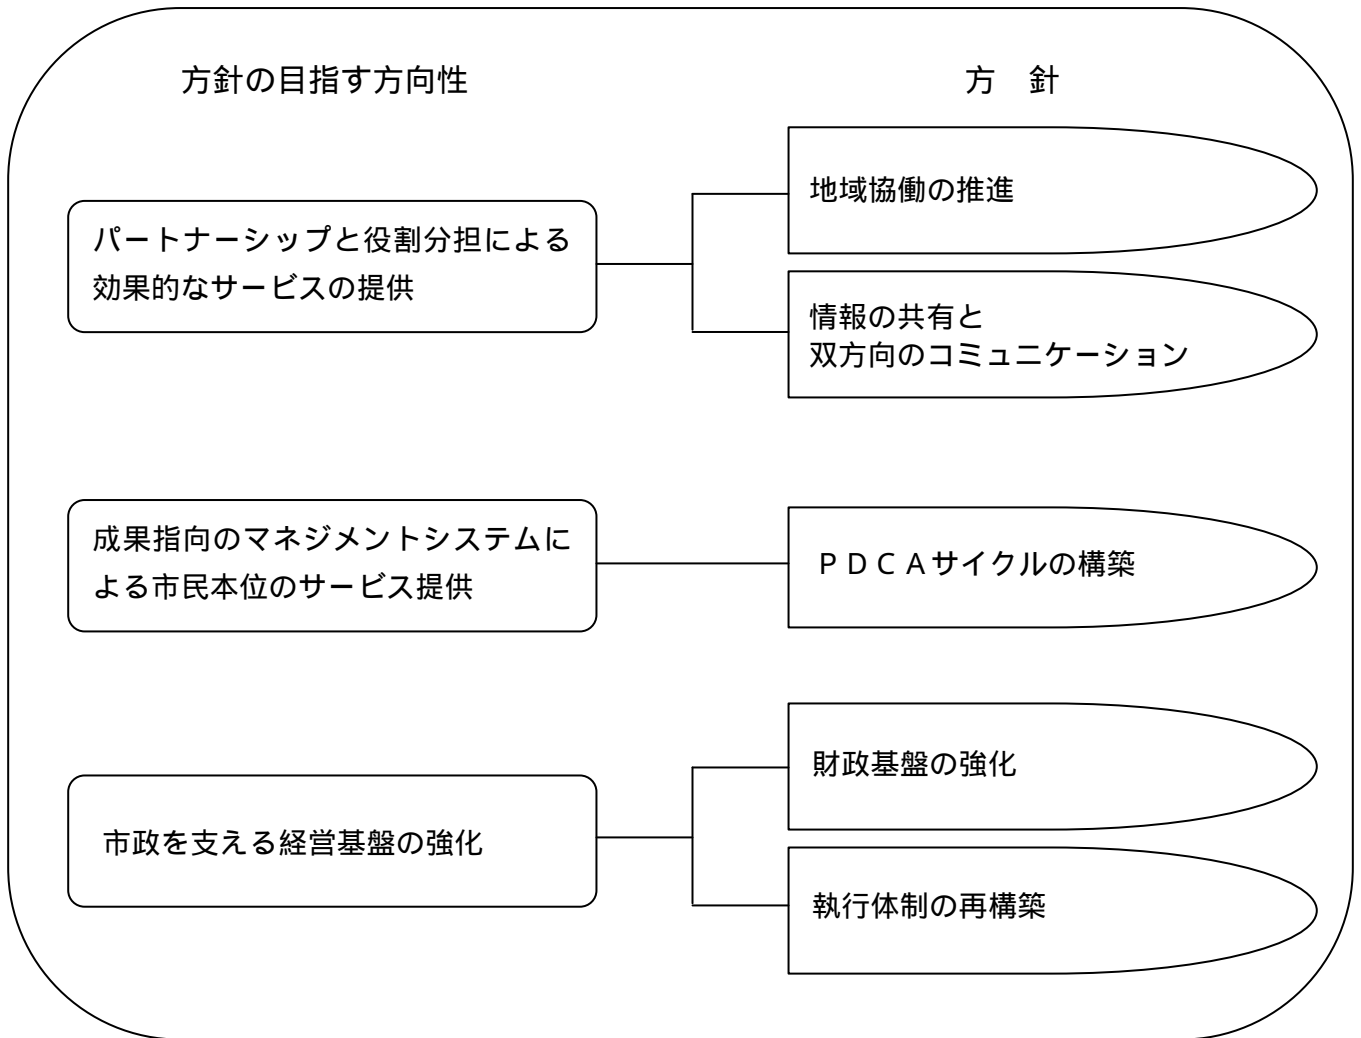 方針の目指す方向性
方　針
パートナーシップと役割分担による
効果的なサービスの提供
地域協働の推進
情報の共有と
双方向のコミュニケーション
成果指向のマネジメントシステムに
よる市民本位のサービス提供
ＰＤＣＡサイクルの構築
市政を支える経営基盤の強化
財政基盤の強化
執行体制の再構築